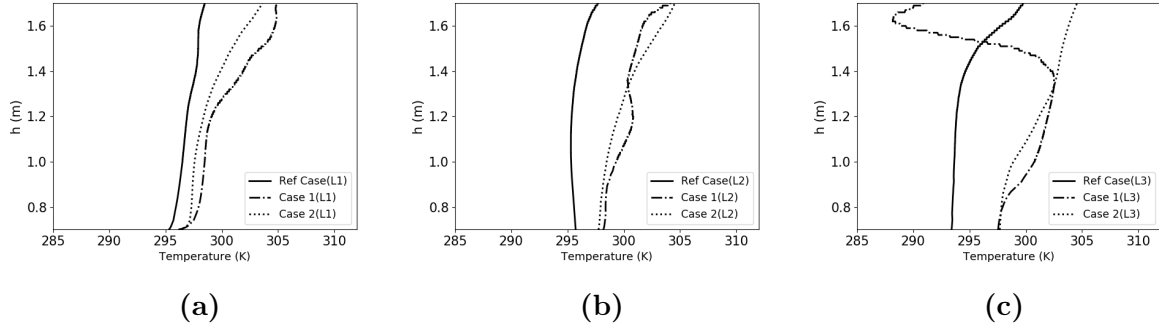 1.6
1.4
1.2
1.0
0.8
h (m)
285 290 295 300 305 310
Temperature (K)
Ref Case(L1)
Case 1(L1)
Case 2(L1)
(a)
1.6
1.4
1.2
1.0
0.8
h (m)
285 290 295 300 305 310
Temperature (K)
Ref Case(L2)
Case 1(L2)
Case 2(L2)
(b)
1.6
1.4
1.2
1.0
0.8
h (m)
285 290 295 300 305 310
Temperature (K)
Ref Case(L3)
Case 1(L3)
Case 2(L3)
(c)